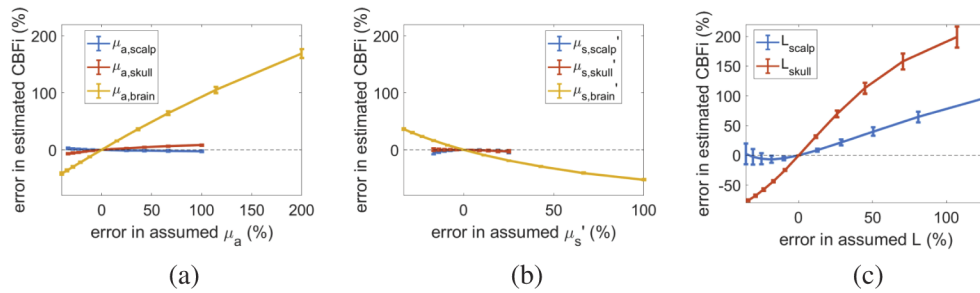 error in estimated CBFi (%)
200
100
0
μa,scalp
μa,skull
μa,brain
0 50 100 150 200
error in assumed μa (%)
(a)
error in estimated CBFi (%)
200
100
0
μs,scalp'
μs,skull'
μs,brain'
0 50 100
error in assumed μs' (%)
(b)
error in estimated CBFi (%)
200
150
100
50
0
-50
Lscalp
Lskull
0 50 100
error in assumed L (%)
(c)